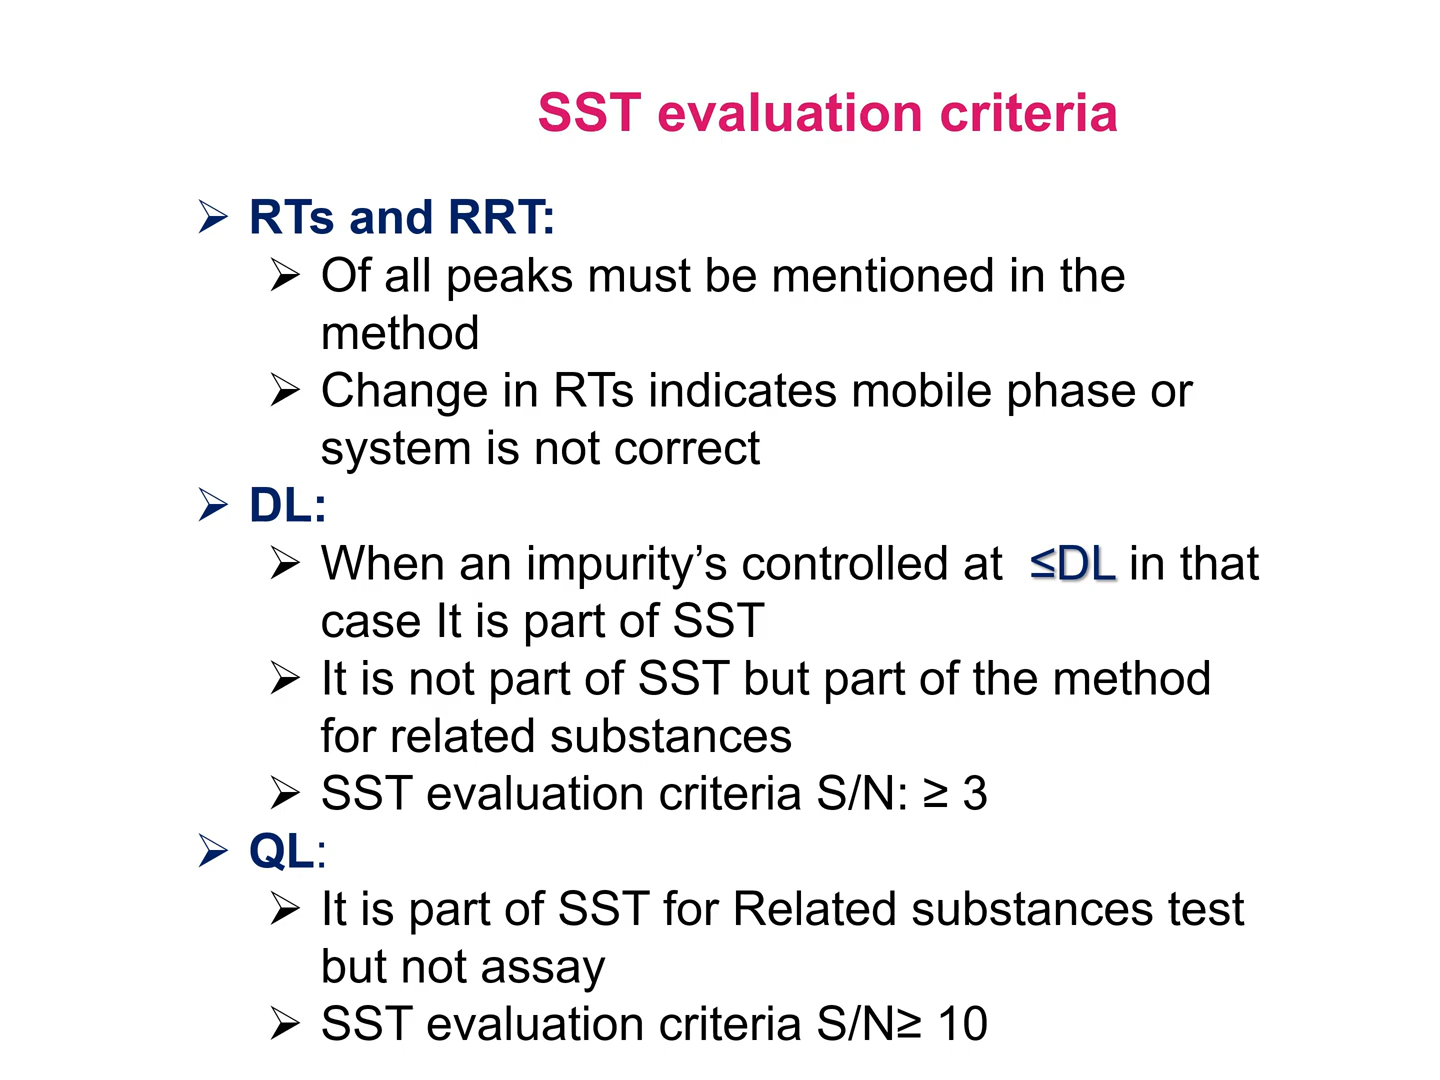 SST evaluation criteria
➢ RTs and RRT:
➢ Of all peaks must be mentioned in the
method
➢ Change in RTs indicates mobile phase or
system is not correct
➢ DL:
➢ When an impurity’s controlled at ≤DL in that
case It is part of SST
➢ It is not part of SST but part of the method
for related substances
➢ SST evaluation criteria S/N: ≥ 3
➢ QL:
➢ It is part of SST for Related substances test
but not assay
➢ SST evaluation criteria S/N≥ 10